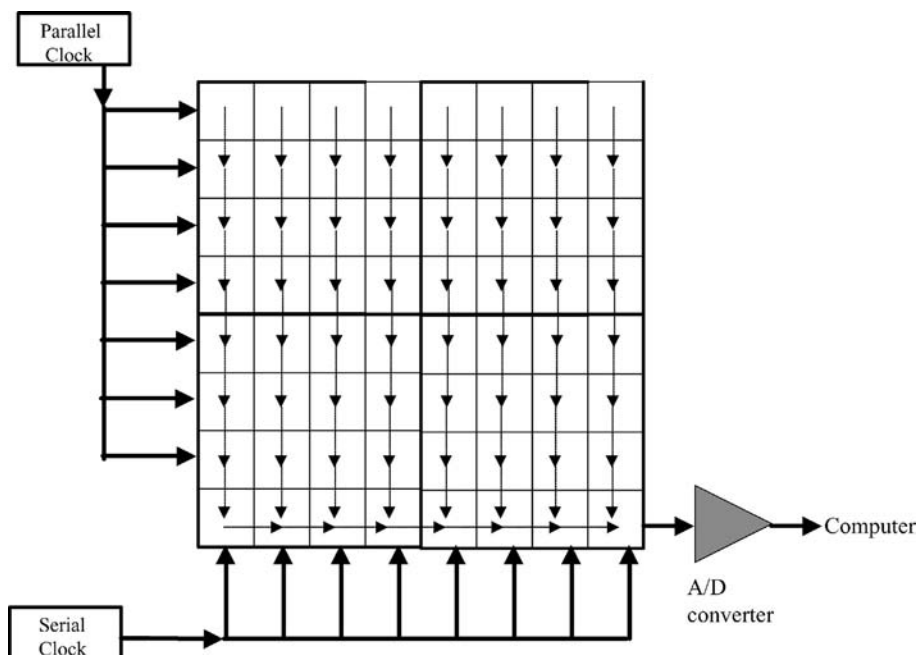 Parallel
Clock
Computer
A/D
converter
Serial
Clock